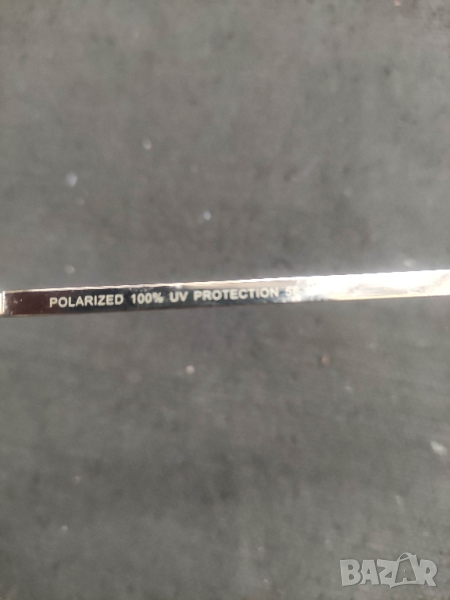 POLARIZED 100% UV PROTECTION
BAZAR